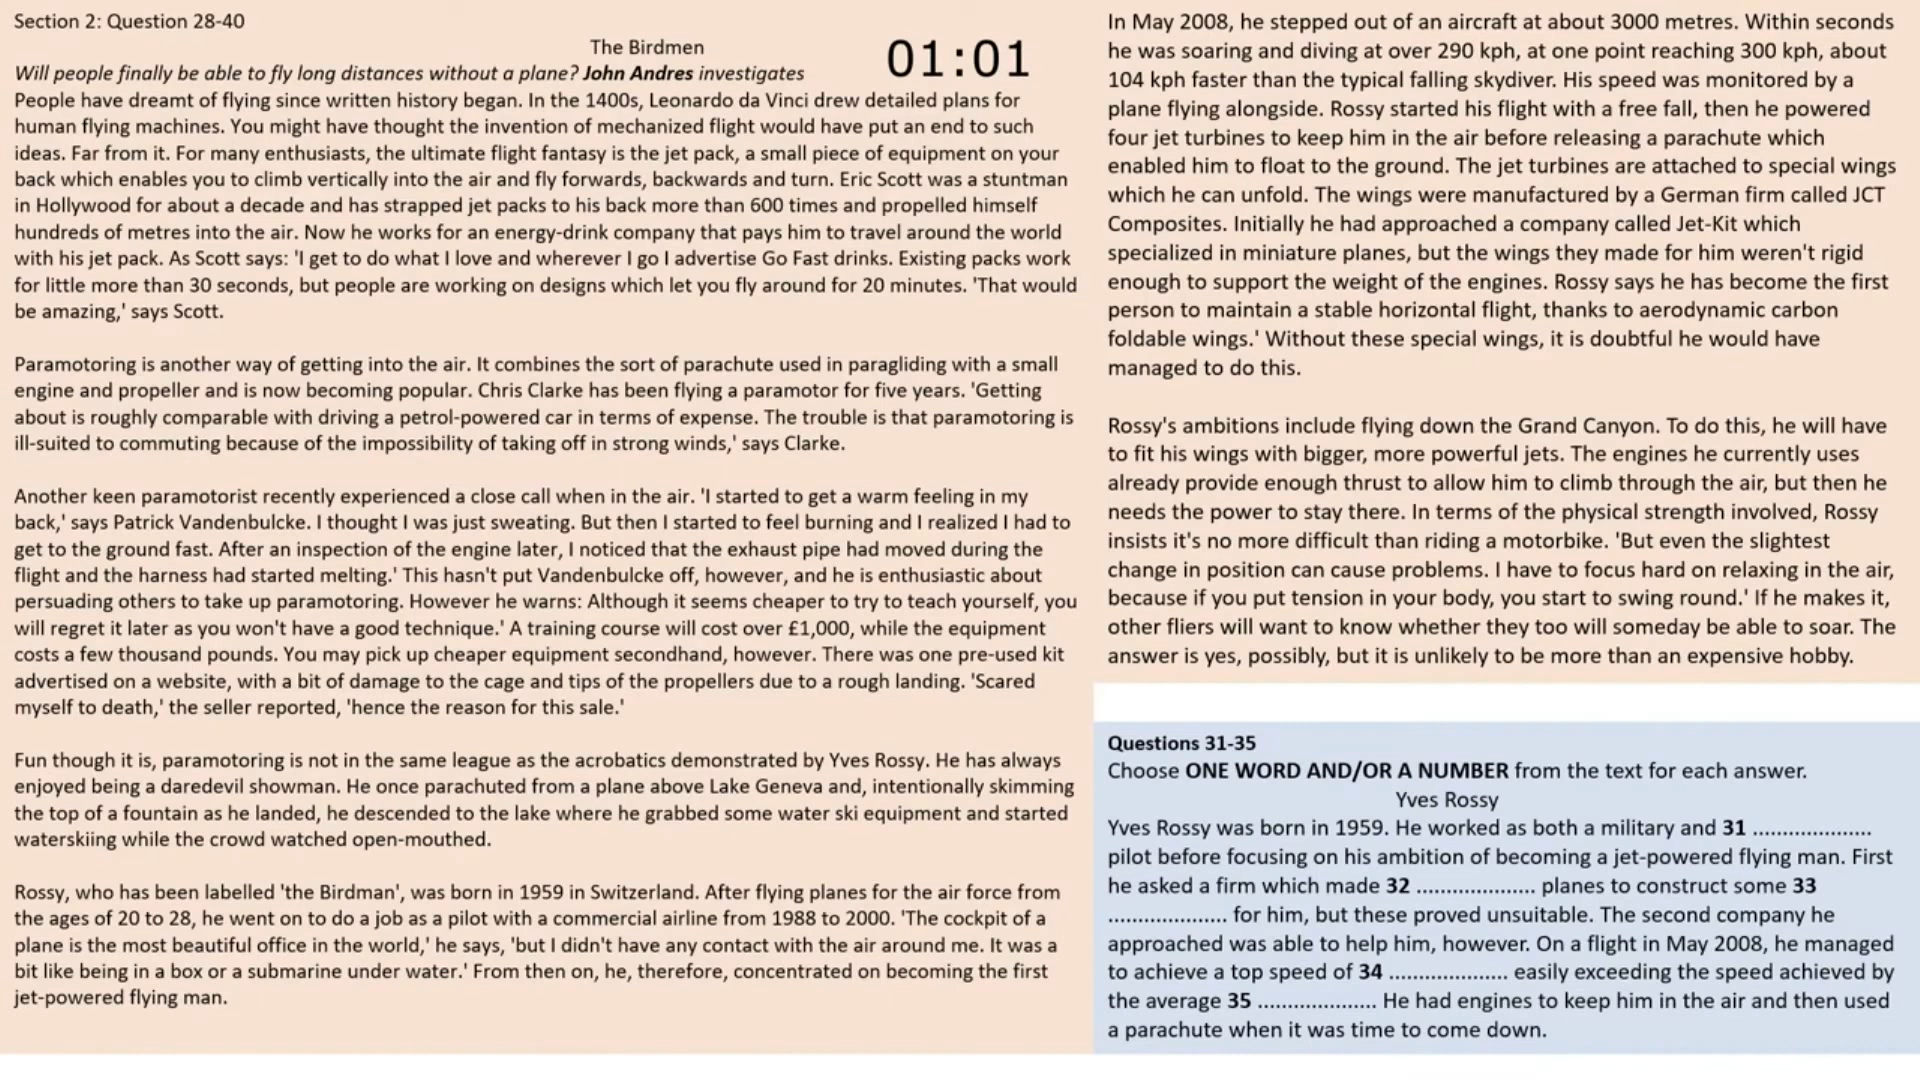 Section 2: Question 28-40
The Birdmen
01:01
Will people finally be able to fly long distances without a plane? John Andres investigates
People have dreamt of flying since written history began. In the 1400s, Leonardo da Vinci drew detailed plans for
human flying machines. You might have thought the invention of mechanized flight would have put an end to such
ideas. Far from it. For many enthusiasts, the ultimate flight fantasy is the jet pack, a small piece of equipment on your
back which enables you to climb vertically into the air and fly forwards, backwards and turn. Eric Scott was a stuntman
in Hollywood for about a decade and has strapped jet packs to his back more than 600 times and propelled himself
hundreds of metres into the air. Now he works for an energy-drink company that pays him to travel around the world
with his jet pack. As Scott says: 'I get to do what I love and wherever I go I advertise Go Fast drinks. Existing packs work
for little more than 30 seconds, but people are working on designs which let you fly around for 20 minutes. 'That would
be amazing,' says Scott.
Paramotoring is another way of getting into the air. It combines the sort of parachute used in paragliding with a small
engine and propeller and is now becoming popular. Chris Clarke has been flying a paramotor for five years. 'Getting
about is roughly comparable with driving a petrol-powered car in terms of expense. The trouble is that paramotoring is
ill-suited to commuting because of the impossibility of taking off in strong winds,' says Clarke.
Another keen paramotorist recently experienced a close call when in the air. 'I started to get a warm feeling in my
back,' says Patrick Vandenbulcke. I thought I was just sweating. But then I started to feel burning and I realized I had to
get to the ground fast. After an inspection of the engine later, I noticed that the exhaust pipe had moved during the
flight and the harness had started melting.' This hasn't put Vandenbulcke off, however, and he is enthusiastic about
persuading others to take up paramotoring. However he warns: Although it seems cheaper to try to teach yourself, you
will regret it later as you won't have a good technique.' A training course will cost over £1,000, while the equipment
costs a few thousand pounds. You may pick up cheaper equipment secondhand, however. There was one pre-used kit
advertised on a website, with a bit of damage to the cage and tips of the propellers due to a rough landing. 'Scared
myself to death,' the seller reported, 'hence the reason for this sale.'
Fun though it is, paramotoring is not in the same league as the acrobatics demonstrated by Yves Rossy. He has always
enjoyed being a daredevil showman. He once parachuted from a plane above Lake Geneva and, intentionally skimming
the top of a fountain as he landed, he descended to the lake where he grabbed some water ski equipment and started
waterskiing while the crowd watched open-mouthed.
Rossy, who has been labelled 'the Birdman', was born in 1959 in Switzerland. After flying planes for the air force from
the ages of 20 to 28, he went on to do a job as a pilot with a commercial airline from 1988 to 2000. 'The cockpit of a
plane is the most beautiful office in the world,' he says, 'but I didn't have any contact with the air around me. It was a
bit like being in a box or a submarine under water.' From then on, he, therefore, concentrated on becoming the first
jet-powered flying man.
In May 2008, he stepped out of an aircraft at about 3000 metres. Within seconds
he was soaring and diving at over 290 kph, at one point reaching 300 kph, about
104 kph faster than the typical falling skydiver. His speed was monitored by a
plane flying alongside. Rossy started his flight with a free fall, then he powered
four jet turbines to keep him in the air before releasing a parachute which
enabled him to float to the ground. The jet turbines are attached to special wings
which he can unfold. The wings were manufactured by a German firm called JCT
Composites. Initially he had approached a company called Jet-Kit which
specialized in miniature planes, but the wings they made for him weren't rigid
enough to support the weight of the engines. Rossy says he has become the first
person to maintain a stable horizontal flight, thanks to aerodynamic carbon
foldable wings.' Without these special wings, it is doubtful he would have
managed to do this.
Rossy's ambitions include flying down the Grand Canyon. To do this, he will have
to fit his wings with bigger, more powerful jets. The engines he currently uses
already provide enough thrust to allow him to climb through the air, but then he
needs the power to stay there. In terms of the physical strength involved, Rossy
insists it's no more difficult than riding a motorbike. 'But even the slightest
change in position can cause problems. I have to focus hard on relaxing in the air,
because if you put tension in your body, you start to swing round.' If he makes it,
other fliers will want to know whether they too will someday be able to soar. The
answer is yes, possibly, but it is unlikely to be more than an expensive hobby.
Questions 31-35
Choose ONE WORD AND/OR A NUMBER from the text for each answer.
Yves Rossy
Yves Rossy was born in 1959. He worked as both a military and 31 ....................
pilot before focusing on his ambition of becoming a jet-powered flying man. First
he asked a firm which made 32 .................... planes to construct some 33
.................... for him, but these proved unsuitable. The second company he
approached was able to help him, however. On a flight in May 2008, he managed
to achieve a top speed of 34 .................... easily exceeding the speed achieved by
the average 35 .................... He had engines to keep him in the air and then used
a parachute when it was time to come down.